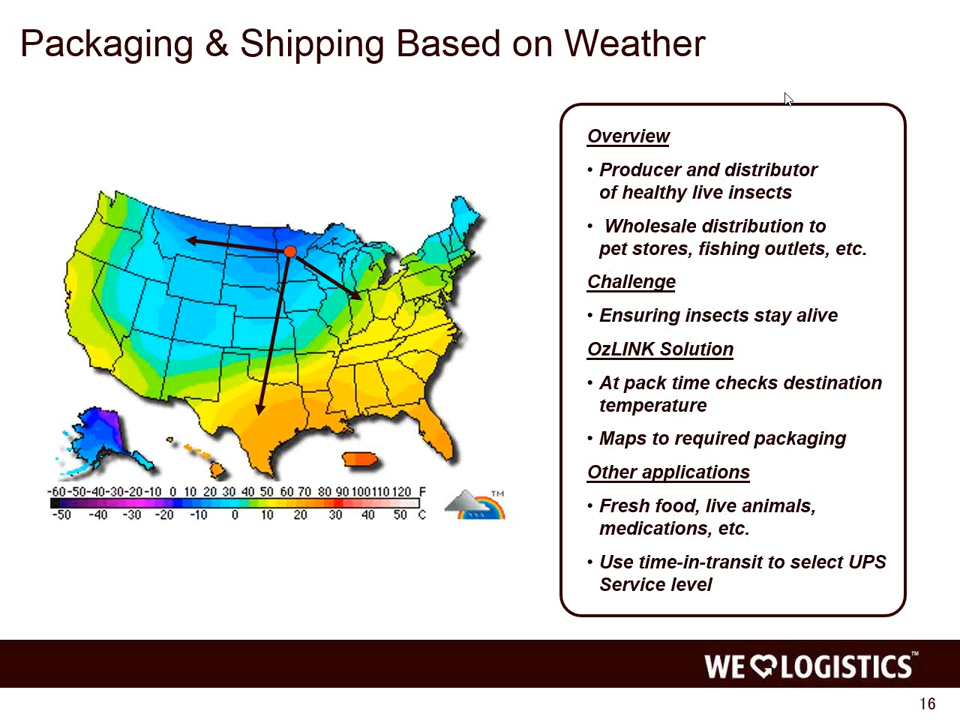 Packaging & Shipping Based on Weather
Overview
• Producer and distributor
of healthy live insects
• Wholesale distribution to
pet stores, fishing outlets, etc.
Challenge
• Ensuring insects stay alive
OzLINK Solution
• At pack time checks destination
temperature
• Maps to required packaging
Other applications
• Fresh food, live animals,
medications, etc.
• Use time-in-transit to select UPS
Service level
-60 -50 -40 -30 -20 -10 0 10 20 30 40 50 60 70 80 90 100 110 120 F
-50 -40 -30 -20 -10 0 10 20 30 40 50 C
TM
WE LOGISTICS™
16